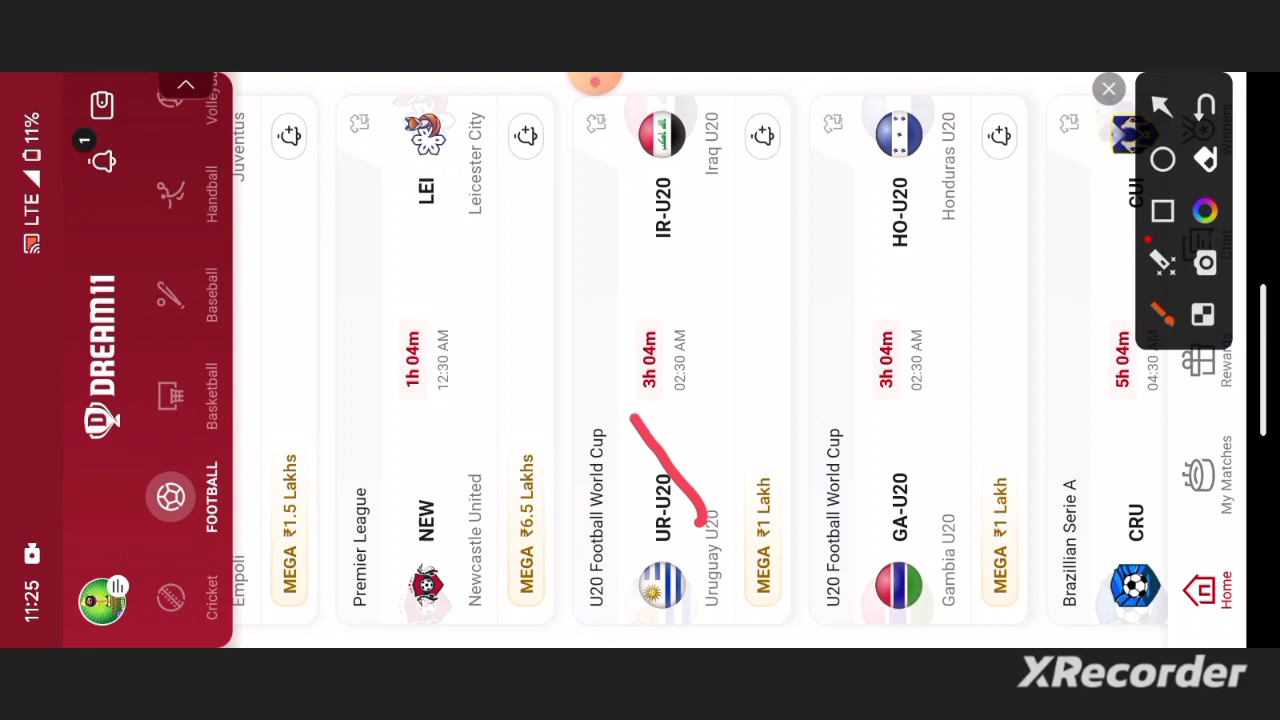 11:25
LTE
11%
DREAM11
1
Cricket
FOOTBALL
Basketball
Baseball
Handball
Empoli
Juventus
MEGA ₹1.5 Lakhs
Premier League
NEW
1h 04m
LEI
Newcastle United
12:30 AM
Leicester City
MEGA ₹6.5 Lakhs
U20 Football World Cup
UR-U20
3h 04m
IR-U20
Uruguay U20
02:30 AM
Iraq U20
MEGA ₹1 Lakh
U20 Football World Cup
GA-U20
3h 04m
HO-U20
Gambia U20
02:30 AM
Honduras U20
MEGA ₹1 Lakh
Brazilian Serie A
CRU
5h 04m
CUI
04:30 AM
Home
My Matches
Rewards
Chat
Winners
XRecorder